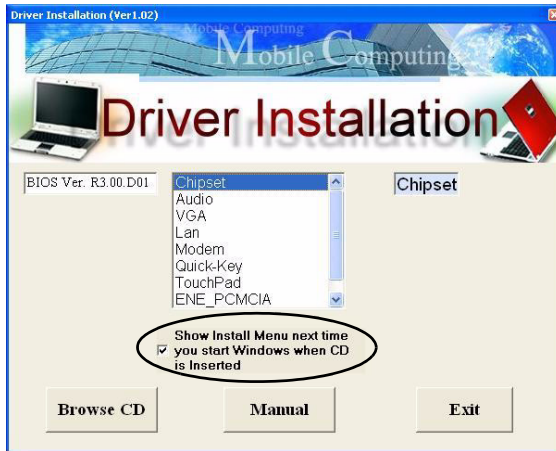 Driver Installation (Ver1.02)
Mobile Computing
Mobile Computing
Driver Installation
BIOS Ver. R3.00.D01
Chipset
Audio
VGA
Lan
Modem
Quick-Key
TouchPad
ENE_PCMCIA
Chipset
Show Install Menu next time
you start Windows when CD
is Inserted
Browse CD
Manual
Exit